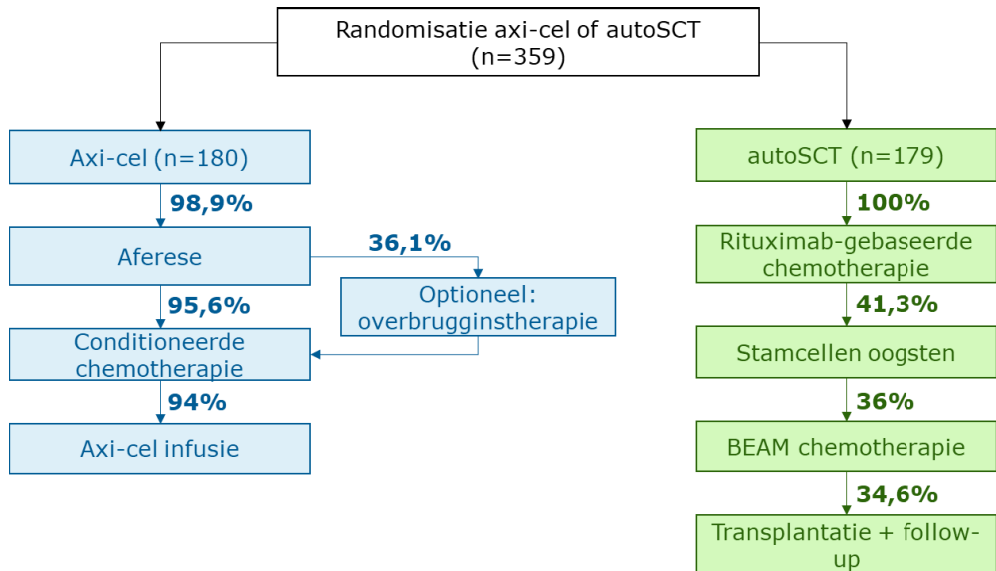 Randomisatie axi-cel of autoSCT
(n=359)
Axi-cel (n=180)
98,9%
Aferese
36,1%
Optioneel:
overbrugginstherapie
95,6%
Conditioneerde
chemotherapie
94%
Axi-cel infusie
autoSCT (n=179)
100%
Rituximab-gebaseerde
chemotherapie
41,3%
Stamcellen oogsten
36%
BEAM chemotherapie
34,6%
Transplantatie + follow-
up